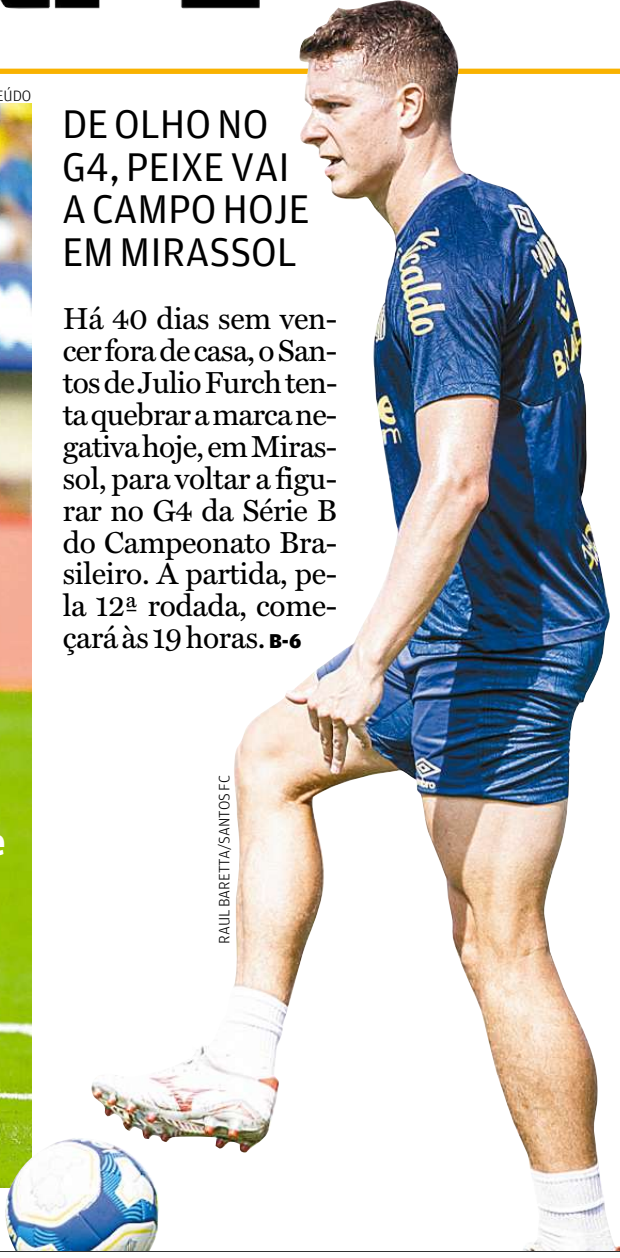 EÚDO
DE OLHO NO
G4, PEIXE VAI
A CAMPO HOJE
EM MIRASSOL
Há 40 dias sem ven-
cer fora de casa, o San-
tos de Julio Furch ten-
ta quebrar a marca ne-
gativa hoje, em Miras-
sol, para voltar a figu-
rar no G4 da Série B
do Campeonato Bra-
sileiro. A partida, pe-
la 12ª rodada, come-
çará às 19 horas. B-6
RAUL BARETTA/SANTOS FC
Kicaldo
e